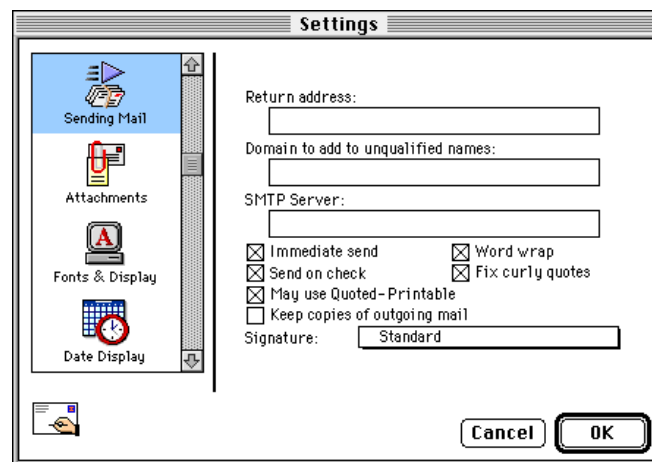 Settings
Sending Mail
Attachments
Fonts & Display
Date Display
Return address:
Domain to add to unqualified names:
SMTP Server:
Immediate send
Word wrap
Send on check
Fix curly quotes
May use Quoted-Printable
Keep copies of outgoing mail
Signature:
Standard
Cancel
OK